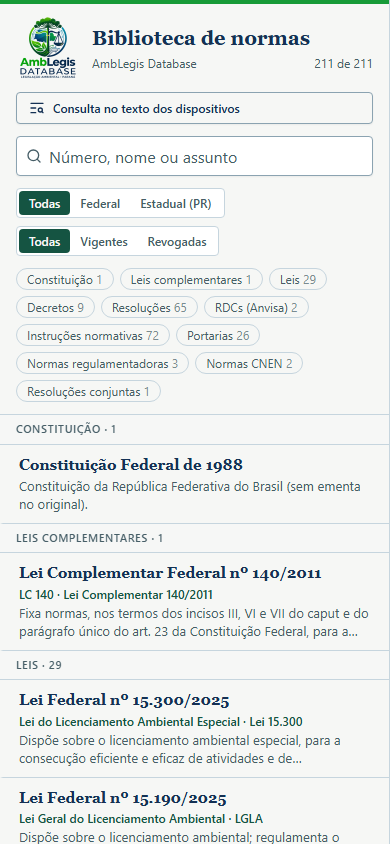 AmbLegis
DATABASE
LEGISLAÇÃO AMBIENTAL · PARANÁ
Biblioteca de normas
AmbLegis Database
211 de 211
Consulta no texto dos dispositivos
Número, nome ou assunto
Todas Federal Estadual (PR)
Todas Vigentes Revogadas
Constituição 1 Leis complementares 1 Leis 29
Decretos 9 Resoluções 65 RDCs (Anvisa) 2
Instruções normativas 72 Portarias 26
Normas regulamentadoras 3 Normas CNEN 2
Resoluções conjuntas 1
CONSTITUIÇÃO · 1
Constituição Federal de 1988
Constituição da República Federativa do Brasil (sem ementa
no original).
LEIS COMPLEMENTARES · 1
Lei Complementar Federal nº 140/2011
LC 140 · Lei Complementar 140/2011
Fixa normas, nos termos dos incisos III, VI e VII do caput e do
parágrafo único do art. 23 da Constituição Federal, para a...
LEIS · 29
Lei Federal nº 15.300/2025
Lei do Licenciamento Ambiental Especial · Lei 15.300
Dispõe sobre o licenciamento ambiental especial, para a
consecução eficiente e eficaz de atividades e de...
Lei Federal nº 15.190/2025
Lei Geral do Licenciamento Ambiental · LGLA
Dispõe sobre o licenciamento ambiental; regulamenta o